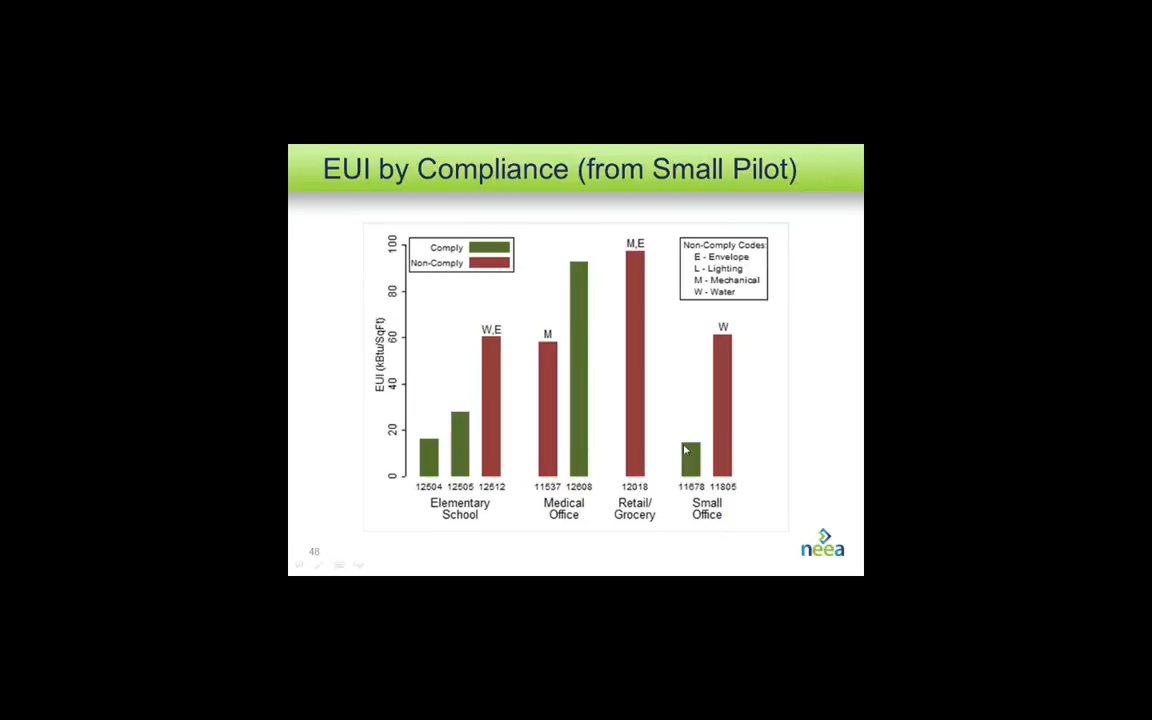 EUI by Compliance (from Small Pilot)
Comply
Non-Comply
Non-Comply Codes:
E - Envelope
L - Lighting
M - Mechanical
W - Water
EUI (kBtu/SqFt)
100
80
60
40
20
0
W,E
M
M,E
W
12504 12505 12512 11537 12608 12018 11678 11805
Elementary School
Medical Office
Retail/ Grocery
Small Office
48
neea